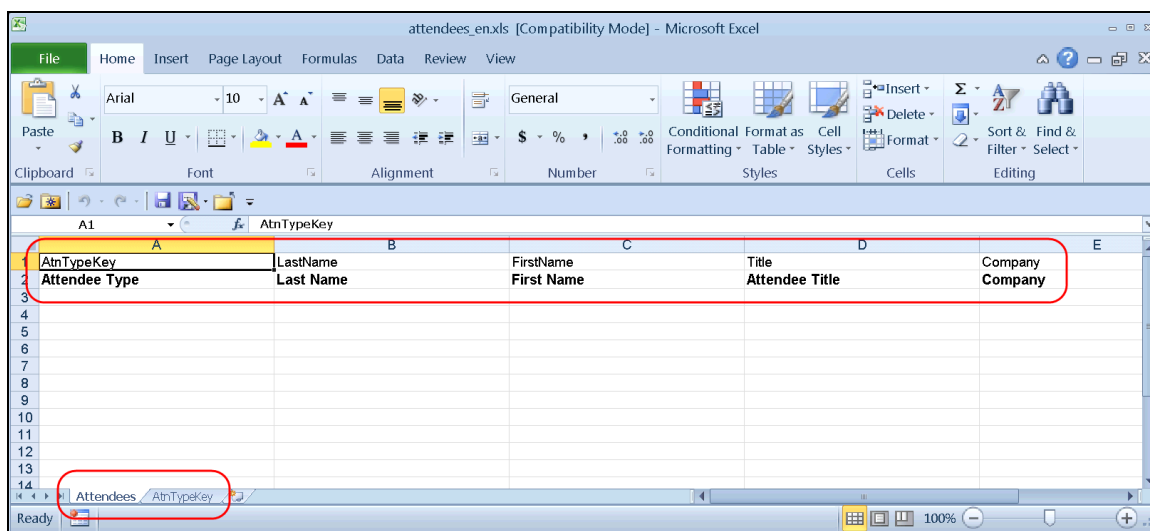 attendees_en.xls [Compatibility Mode] - Microsoft Excel
File Home Insert Page Layout Formulas Data Review View
Paste
Clipboard
Arial 10 A A
B I U A
Font
Alignment
General
$ % , .0 .00 .00 .0
Number
Conditional Formatting
Format as Table
Cell Styles
Styles
Insert
Delete
Format
Cells
Σ
Sort & Filter
Find & Select
Editing
A1 fx AtnTypeKey
A B C D E
1 AtnTypeKey LastName FirstName Title Company
2 Attendee Type Last Name First Name Attendee Title Company
3
4
5
6
7
8
9
10
11
12
13
14
Attendees AtnTypeKey
Ready 100%